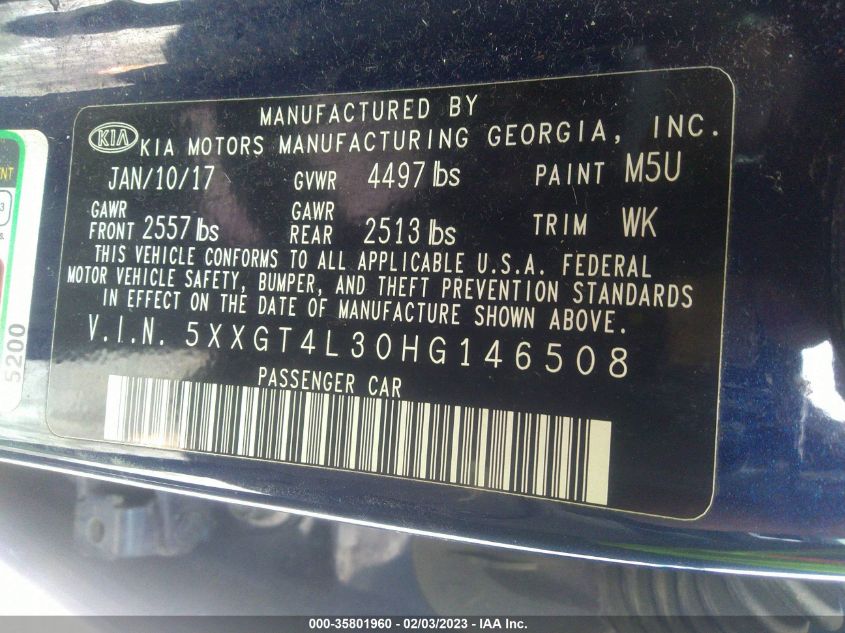 MANUFACTURED BY
KIA KIA MOTORS MANUFACTURING GEORGIA, INC.
JAN/10/17 GVWR 4497 lbs PAINT M5U
GAWR FRONT 2557 lbs GAWR REAR 2513 lbs TRIM WK
THIS VEHICLE CONFORMS TO ALL APPLICABLE U.S.A. FEDERAL
MOTOR VEHICLE SAFETY, BUMPER, AND THEFT PREVENTION STANDARDS
IN EFFECT ON THE DATE OF MANUFACTURE SHOWN ABOVE.
V.I.N. 5XXGT4L30HG146508
PASSENGER CAR
5200
000-35801960 - 02/03/2023 - IAA Inc.